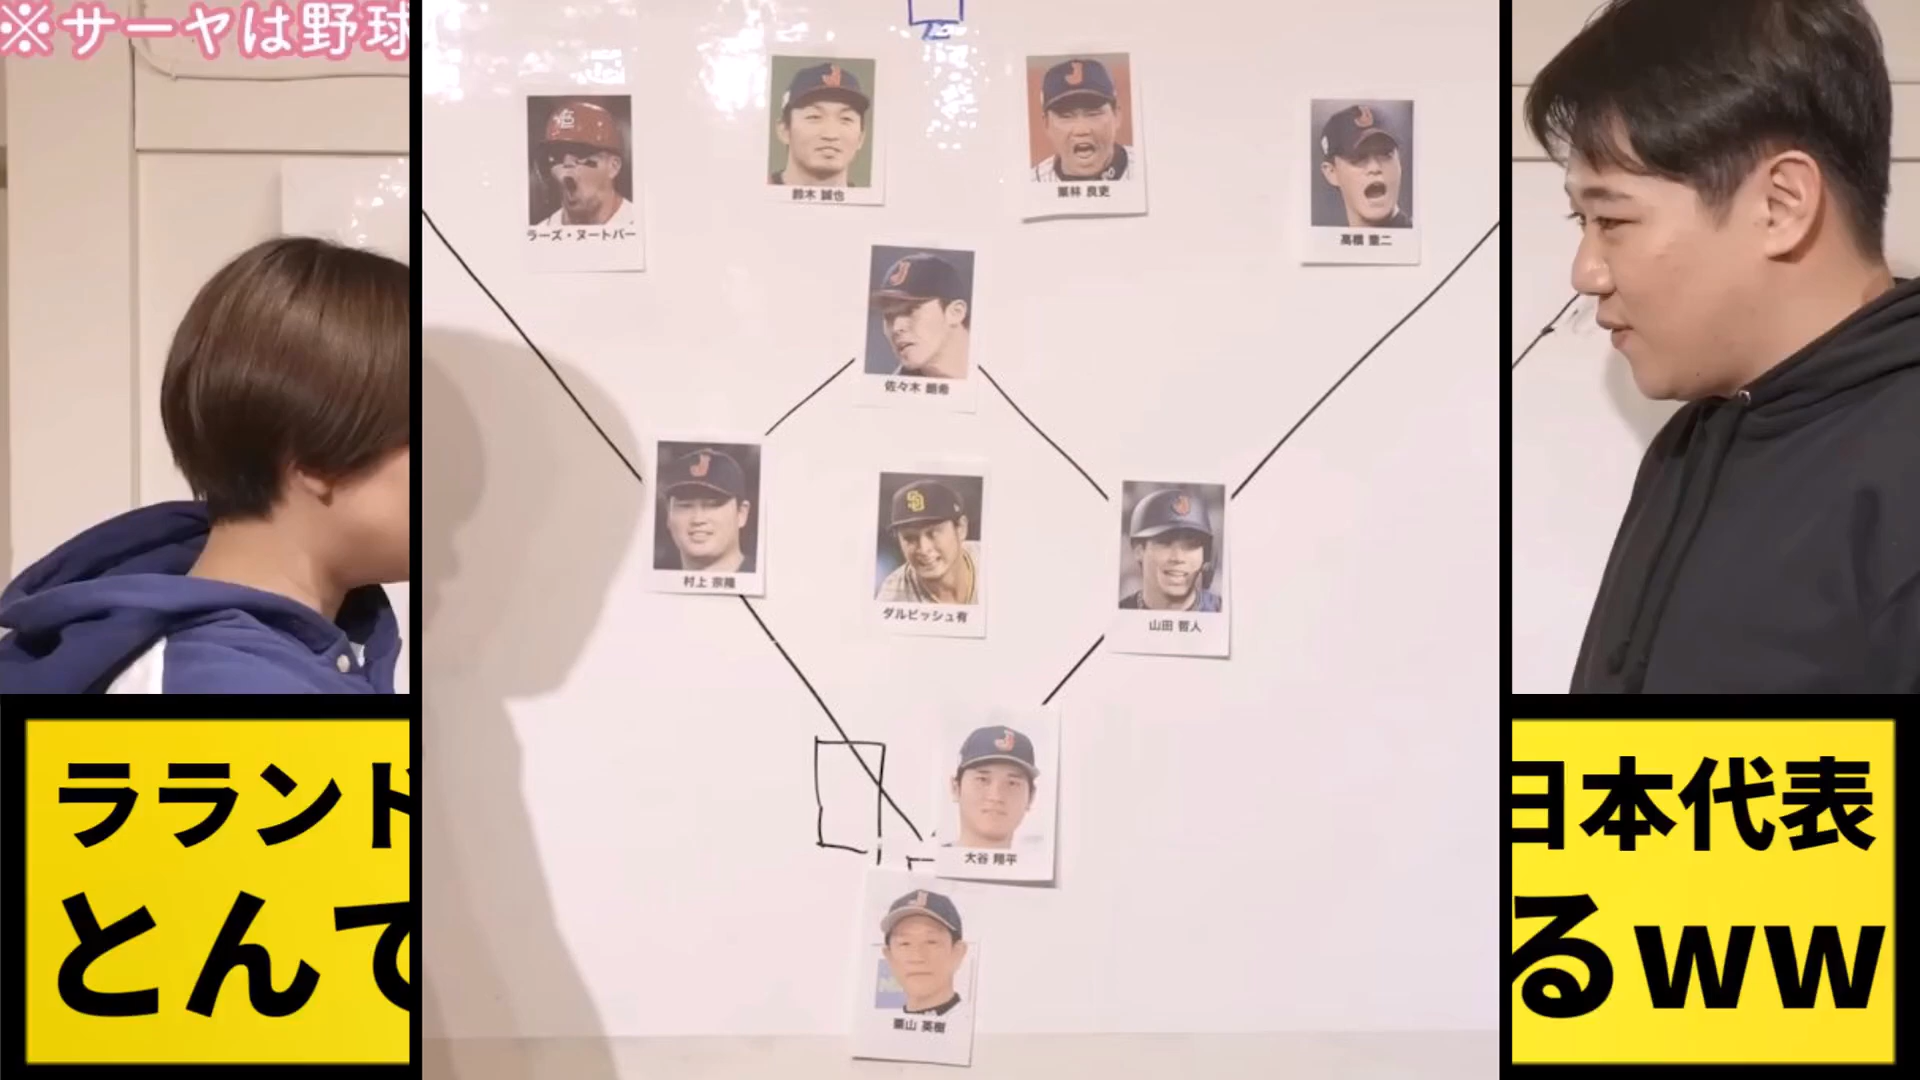 ※サーヤは野球
ラーズ・ヌートバー
鈴木 誠也
栗林 良吏
高橋 奎二
佐々木 朗希
村上 宗隆
ダルビッシュ有
山田 哲人
大谷 翔平
栗山 英樹
ラランド
とんで
日本代表
るww